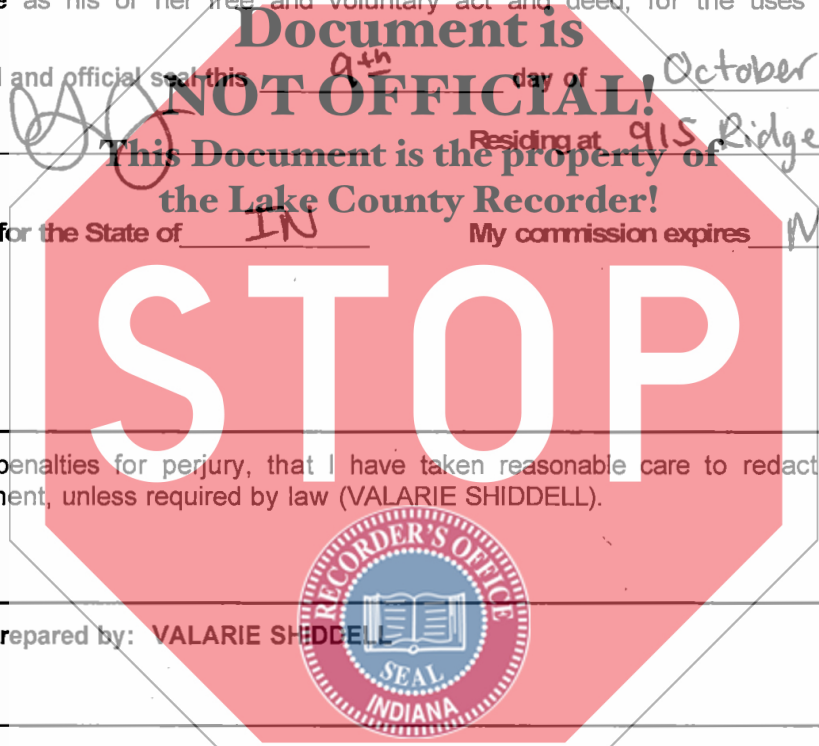 e as his or her free and voluntary act and deed, for the uses
Document is
l and official seal this 9th day of October
NOT OFFICIAL!
Residing at 915 Ridge
This Document is the property of
the Lake County Recorder!
for the State of IN My commission expires
STOP
penalties for perjury, that I have taken reasonable care to redact
ment, unless required by law (VALARIE SHIDDELL).
RECORDER'S OFFICE
repared by: VALARIE SHIDDELL
SEAL
INDIANA